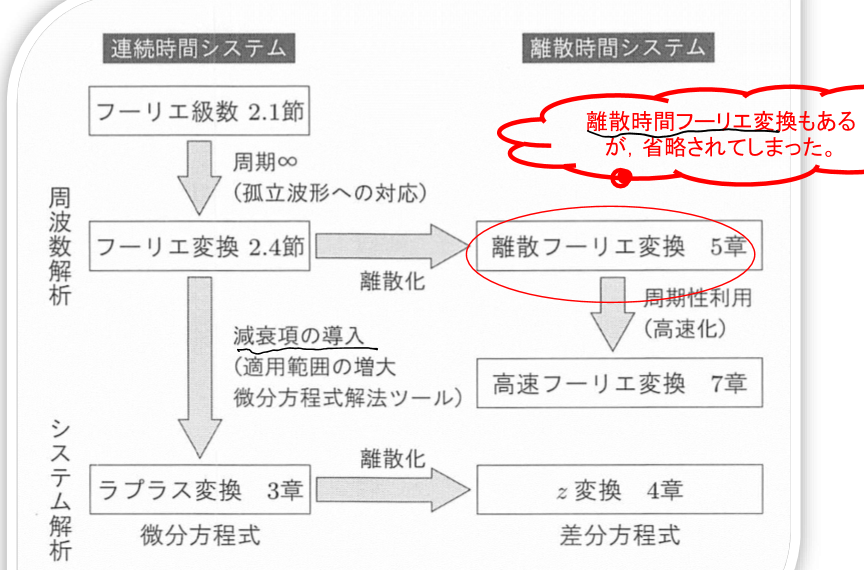 連続時間システム
離散時間システム
フーリエ級数 2.1節
離散時間フーリエ変換もある
が，省略されてしまった。
周期∞
(孤立波形への対応)
周波数解析
フーリエ変換 2.4節
離散化
離散フーリエ変換 5章
周期性利用
(高速化)
減衰項の導入
(適用範囲の増大
微分方程式解法ツール)
高速フーリエ変換 7章
システム解析
ラプラス変換 3章
離散化
z 変換 4章
微分方程式
差分方程式